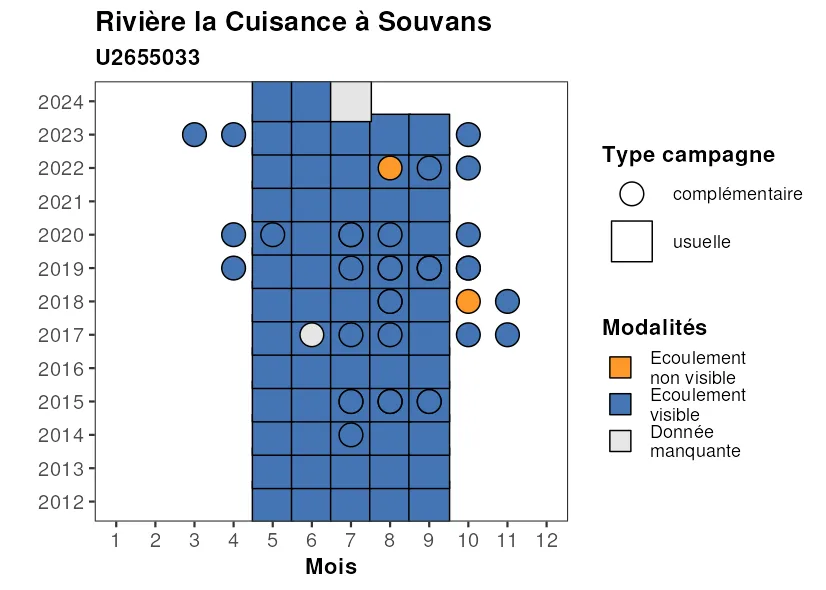 Rivière la Cuisance à Souvans
U2655033
2024
2023
2022
2021
2020
2019
2018
2017
2016
2015
2014
2013
2012
1 2 3 4 5 6 7 8 9 10 11 12
Mois
Type campagne
complémentaire
usuelle
Modalités
Ecoulement
non visible
Ecoulement
visible
Donnée
manquante